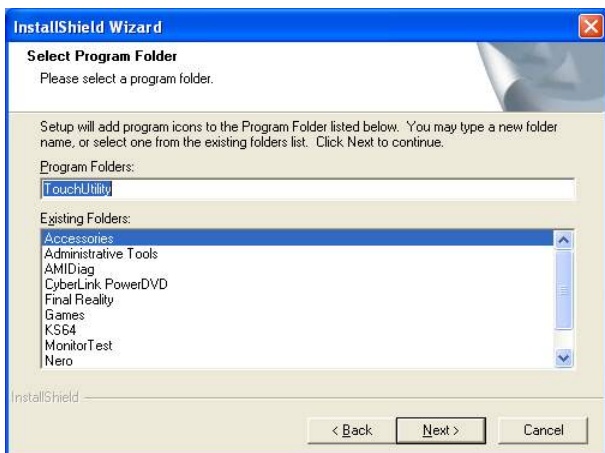 InstallShield Wizard
Select Program Folder
Please select a program folder.
Setup will add program icons to the Program Folder listed below. You may type a new folder
name, or select one from the existing folders list. Click Next to continue.
Program Folders:
TouchUtility
Existing Folders:
Accessories
Administrative Tools
AMIDiag
CyberLink PowerDVD
Final Reality
Games
KS64
MonitorTest
Nero
InstallShield
< Back Next > Cancel